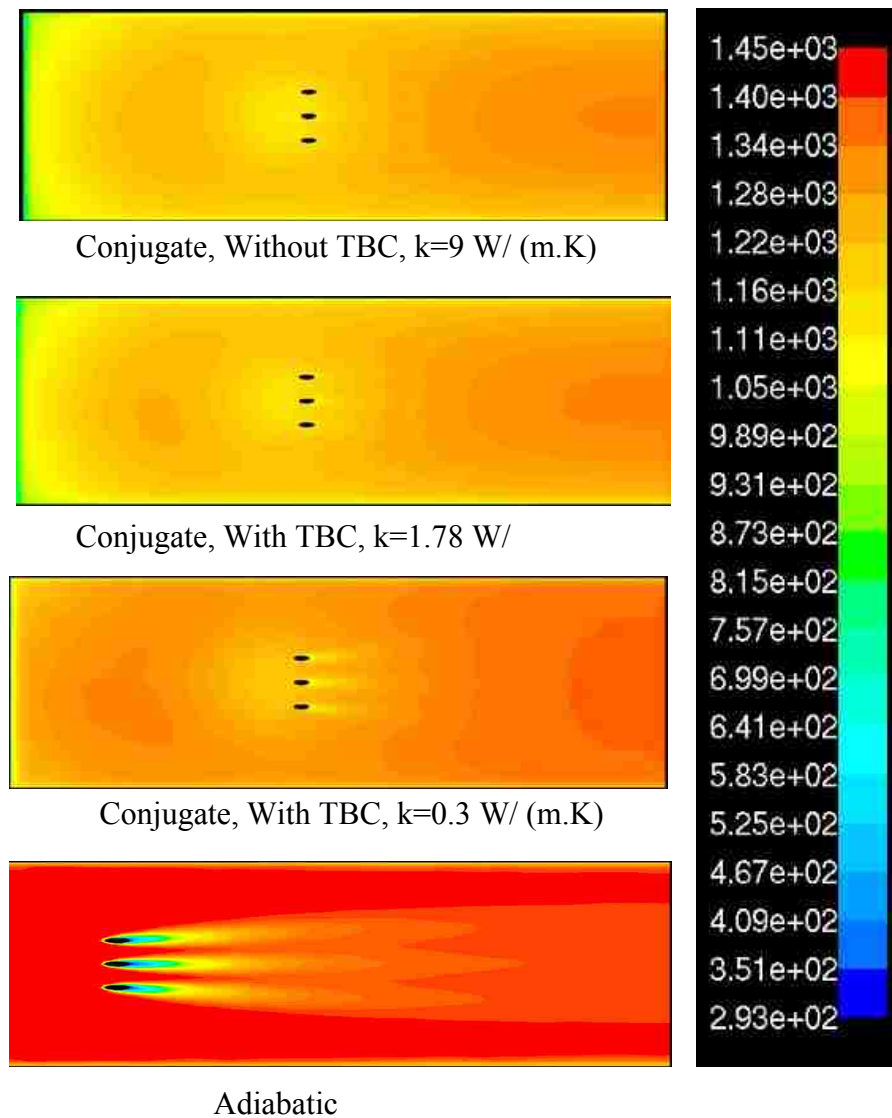 Conjugate, Without TBC, k=9 W/ (m.K)
Conjugate, With TBC, k=1.78 W/
Conjugate, With TBC, k=0.3 W/ (m.K)
Adiabatic
1.45e+03
1.40e+03
1.34e+03
1.28e+03
1.22e+03
1.16e+03
1.11e+03
1.05e+03
9.89e+02
9.31e+02
8.73e+02
8.15e+02
7.57e+02
6.99e+02
6.41e+02
5.83e+02
5.25e+02
4.67e+02
4.09e+02
3.51e+02
2.93e+02